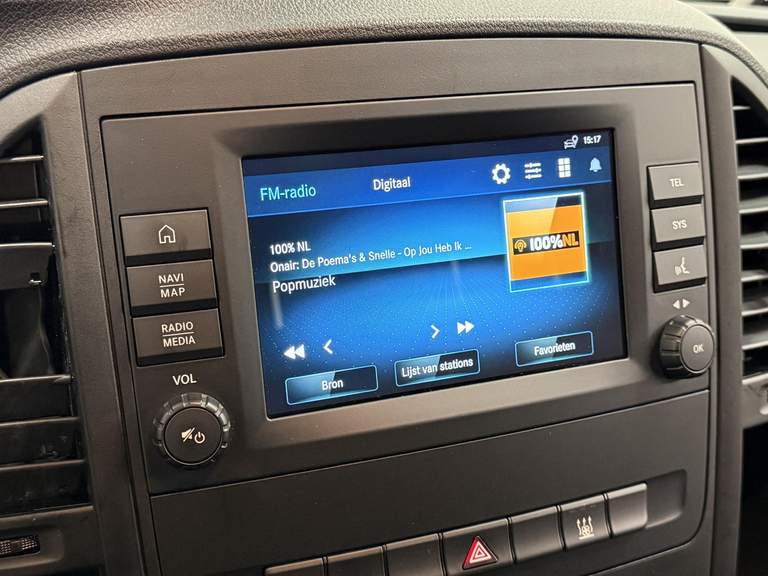 15:17
FM-radio
Digitaal
100% NL
Onair: De Poema's & Snelle - Op Jou Heb Ik ...
Popmuziek
100%NL
Bron
Lijst van stations
Favorieten
NAVI
MAP
RADIO
MEDIA
VOL
TEL
SYS
OK